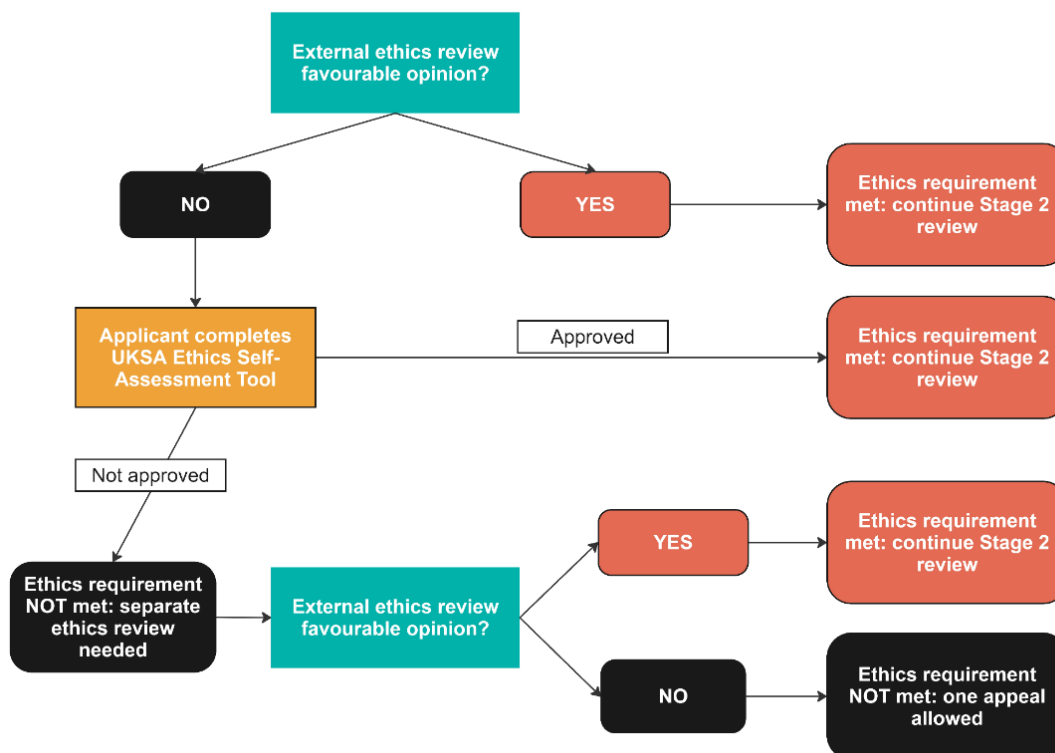 External ethics review
favourable opinion?
NO
YES
Ethics requirement
met: continue Stage 2
review
Applicant completes
UKSA Ethics Self-
Assessment Tool
Approved
Ethics requirement
met: continue Stage 2
review
Not approved
Ethics requirement
NOT met: separate
ethics review
needed
External ethics review
favourable opinion?
YES
Ethics requirement
met: continue Stage 2
review
NO
Ethics requirement
NOT met: one appeal
allowed